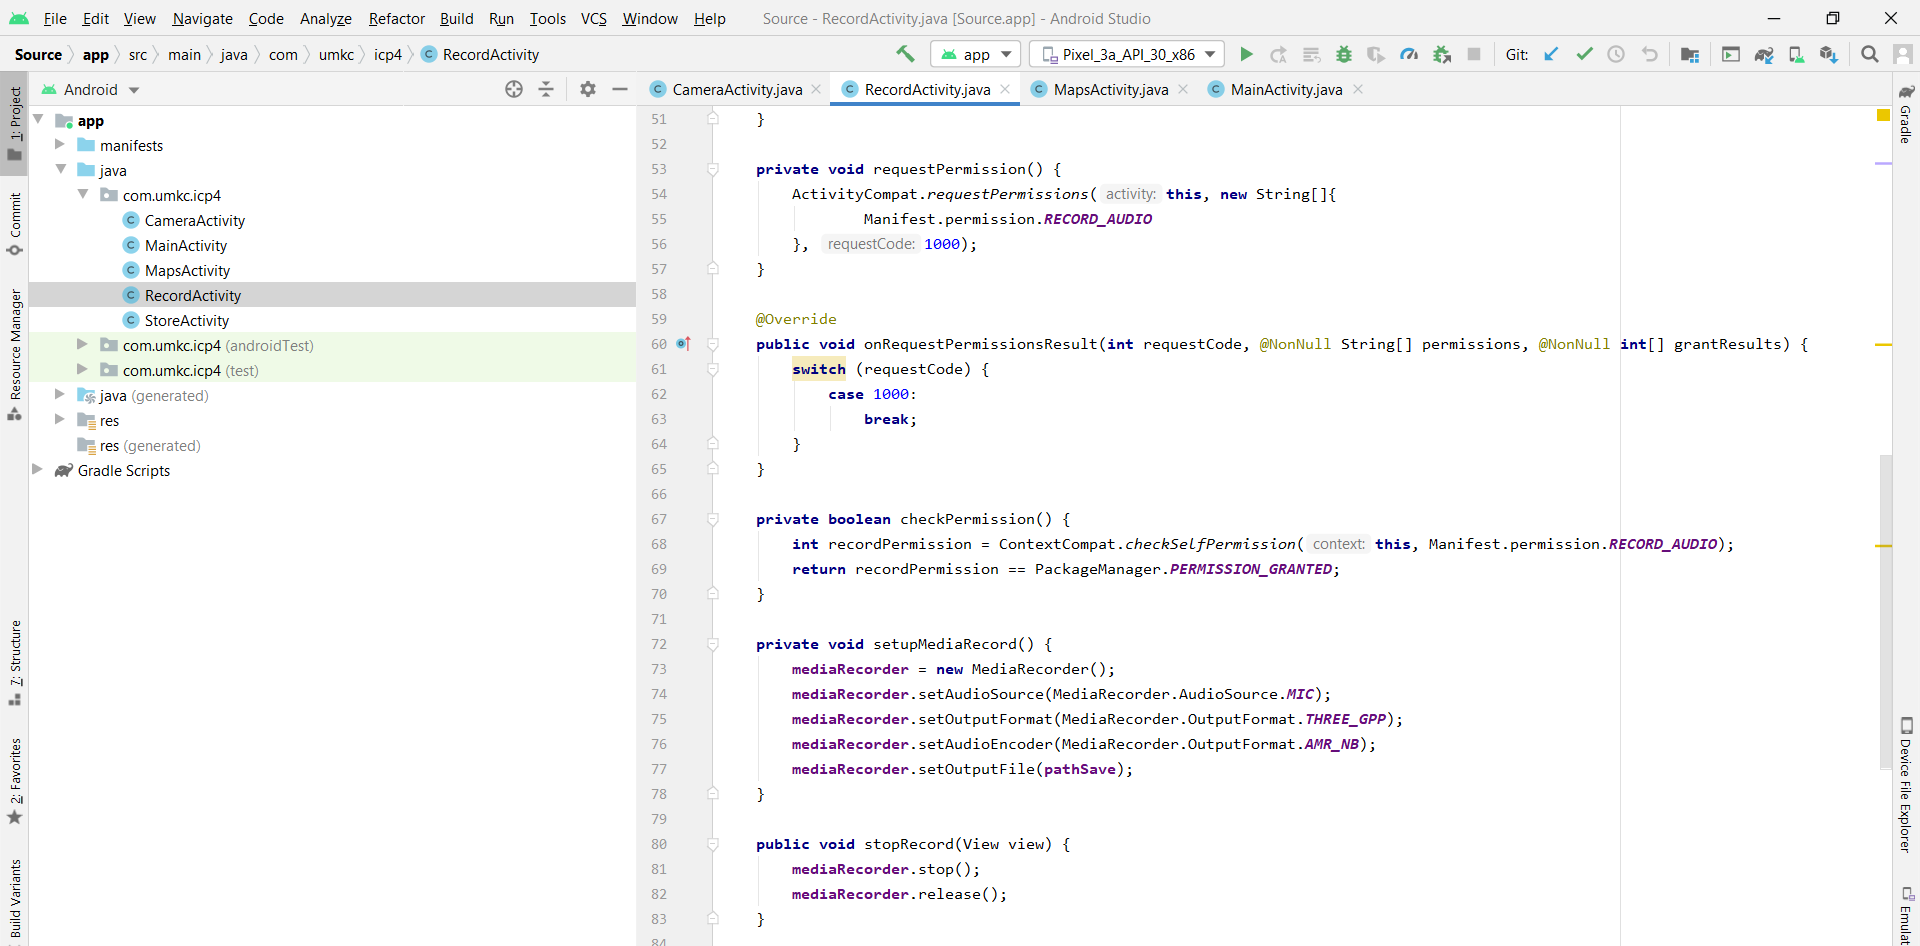 File Edit View Navigate Code Analyze Refactor Build Run Tools VCS Window Help Source - RecordActivity.java [Source.app] - Android Studio
Source app src main java com umkc icp4 RecordActivity app Pixel_3a_API_30_x86 Git:
Android CameraActivity.java RecordActivity.java MapsActivity.java MainActivity.java
1: Project
Commit
Resource Manager
7: Structure
2: Favorites
Build Variants
app
manifests
java
com.umkc.icp4
CameraActivity
MainActivity
MapsActivity
RecordActivity
StoreActivity
com.umkc.icp4 (androidTest)
com.umkc.icp4 (test)
java (generated)
res
res (generated)
Gradle Scripts
51 }
52
53 private void requestPermission() {
54 ActivityCompat.requestPermissions( activity: this, new String[]{
55 Manifest.permission.RECORD_AUDIO
56 }, requestCode: 1000);
57 }
58
59 @Override
60 public void onRequestPermissionsResult(int requestCode, @NonNull String[] permissions, @NonNull int[] grantResults) {
61 switch (requestCode) {
62 case 1000:
63 break;
64 }
65 }
66
67 private boolean checkPermission() {
68 int recordPermission = ContextCompat.checkSelfPermission( context: this, Manifest.permission.RECORD_AUDIO);
69 return recordPermission == PackageManager.PERMISSION_GRANTED;
70 }
71
72 private void setupMediaRecord() {
73 mediaRecorder = new MediaRecorder();
74 mediaRecorder.setAudioSource(MediaRecorder.AudioSource.MIC);
75 mediaRecorder.setOutputFormat(MediaRecorder.OutputFormat.THREE_GPP);
76 mediaRecorder.setAudioEncoder(MediaRecorder.OutputFormat.AMR_NB);
77 mediaRecorder.setOutputFile(pathSave);
78 }
79
80 public void stopRecord(View view) {
81 mediaRecorder.stop();
82 mediaRecorder.release();
83 }
84
Gradle
Device File Explorer
Emulat